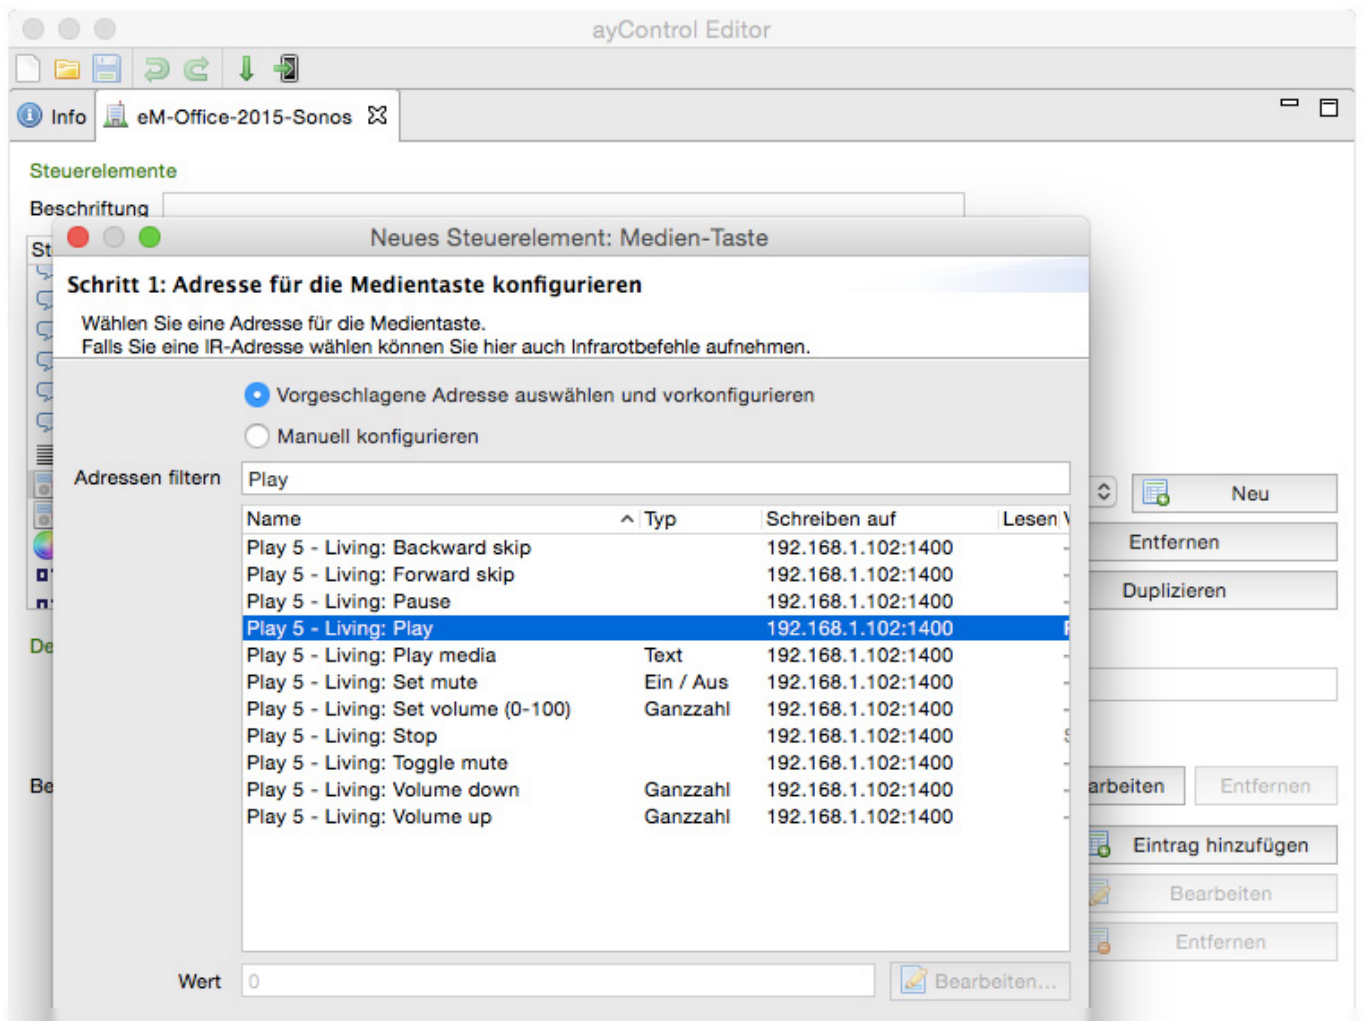 ayControl Editor
Info
eM-Office-2015-Sonos
Steuerelemente
Beschriftung
Neues Steuerelement: Medien-Taste
St
Schritt 1: Adresse für die Medientaste konfigurieren
Wählen Sie eine Adresse für die Medientaste.
Falls Sie eine IR-Adresse wählen können Sie hier auch Infrarotbefehle aufnehmen.
Vorgeschlagene Adresse auswählen und vorkonfigurieren
Manuell konfigurieren
Adressen filtern Play
Neu
Name Typ Schreiben auf Lesen
Play 5 - Living: Backward skip 192.168.1.102:1400 -
Entfernen
Play 5 - Living: Forward skip 192.168.1.102:1400 -
Duplizieren
Play 5 - Living: Pause 192.168.1.102:1400 -
Play 5 - Living: Play 192.168.1.102:1400
De
Play 5 - Living: Play media Text 192.168.1.102:1400 -
Play 5 - Living: Set mute Ein / Aus 192.168.1.102:1400 -
Play 5 - Living: Set volume (0-100) Ganzzahl 192.168.1.102:1400 -
Play 5 - Living: Stop 192.168.1.102:1400
Play 5 - Living: Toggle mute 192.168.1.102:1400 -
Be
Play 5 - Living: Volume down Ganzzahl 192.168.1.102:1400 -
arbeiten Entfernen
Play 5 - Living: Volume up Ganzzahl 192.168.1.102:1400 -
Eintrag hinzufügen
Bearbeiten
Entfernen
Wert 0 Bearbeiten...